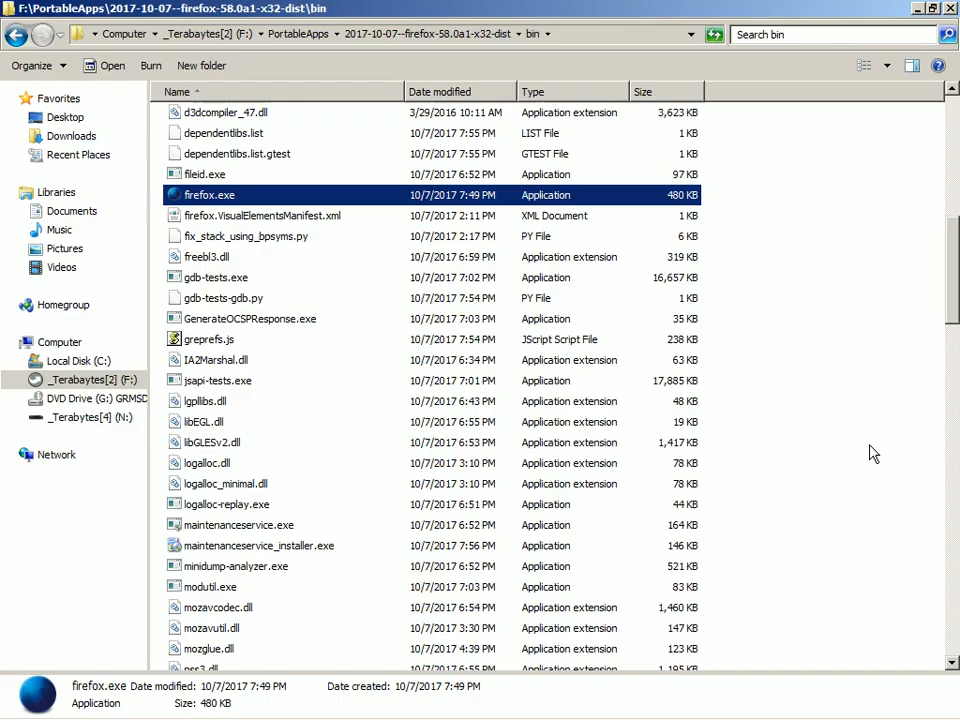 F:\PortableApps\2017-10-07--firefox-58.0a1-x32-dist\bin
Computer _Terabaytes[2] (F:) PortableApps 2017-10-07--firefox-58.0a1-x32-dist bin Search bin
Organize Open Burn New folder
Name Date modified Type Size
Favorites
Desktop
Downloads
Recent Places
Libraries
Documents
Music
Pictures
Videos
Homegroup
Computer
Local Disk (C:)
_Terabaytes[2] (F:)
DVD Drive (G:) GRMSD
_Terabytes[4] (N:)
Network
d3dcompiler_47.dll 3/29/2016 10:11 AM Application extension 3,623 KB
dependentlibs.list 10/7/2017 7:55 PM LIST File 1 KB
dependentlibs.list.gtest 10/7/2017 7:55 PM GTEST File 1 KB
fileid.exe 10/7/2017 6:52 PM Application 97 KB
firefox.exe 10/7/2017 7:49 PM Application 480 KB
firefox.VisualElementsManifest.xml 10/7/2017 2:11 PM XML Document 1 KB
fix_stack_using_bpsyms.py 10/7/2017 2:17 PM PY File 6 KB
freebl3.dll 10/7/2017 6:59 PM Application extension 319 KB
gdb-tests.exe 10/7/2017 7:02 PM Application 16,657 KB
gdb-tests-gdb.py 10/7/2017 7:54 PM PY File 1 KB
GenerateOCSPResponse.exe 10/7/2017 7:03 PM Application 35 KB
greprefs.js 10/7/2017 7:54 PM JScript Script File 238 KB
IA2Marshal.dll 10/7/2017 6:34 PM Application extension 63 KB
jsapi-tests.exe 10/7/2017 7:01 PM Application 17,885 KB
lgpllibs.dll 10/7/2017 6:43 PM Application extension 48 KB
libEGL.dll 10/7/2017 6:55 PM Application extension 19 KB
libGLESv2.dll 10/7/2017 6:53 PM Application extension 1,417 KB
logalloc.dll 10/7/2017 3:10 PM Application extension 78 KB
logalloc_minimal.dll 10/7/2017 3:10 PM Application extension 78 KB
logalloc-replay.exe 10/7/2017 6:51 PM Application 44 KB
maintenanceservice.exe 10/7/2017 6:52 PM Application 164 KB
maintenanceservice_installer.exe 10/7/2017 7:56 PM Application 146 KB
minidump-analyzer.exe 10/7/2017 6:52 PM Application 521 KB
modutil.exe 10/7/2017 7:03 PM Application 83 KB
mozavcodec.dll 10/7/2017 6:54 PM Application extension 1,460 KB
mozavutil.dll 10/7/2017 3:30 PM Application extension 147 KB
mozglue.dll 10/7/2017 4:39 PM Application extension 123 KB
nss3.dll 10/7/2017 6:55 PM Application extension 1,195 KB
firefox.exe Date modified: 10/7/2017 7:49 PM Date created: 10/7/2017 7:49 PM
Application Size: 480 KB